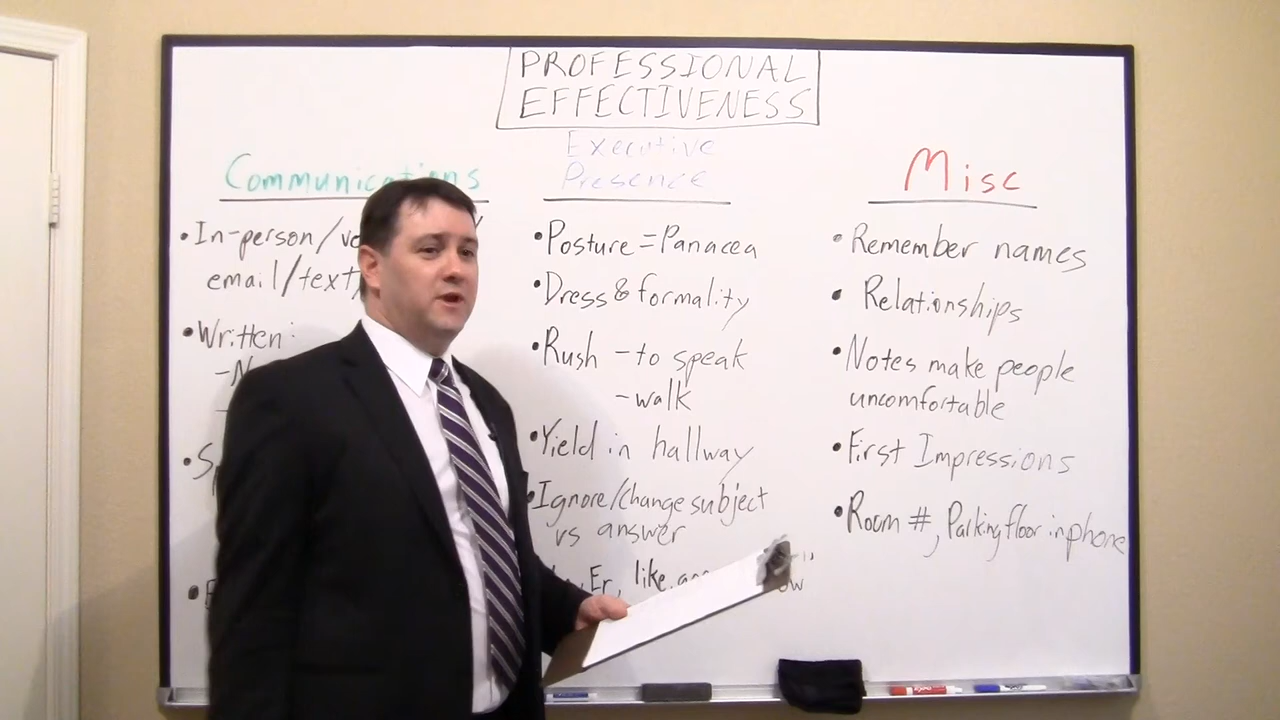 PROFESSIONAL
EFFECTIVENESS
Communications
• In-person/
email/text/
• Written:
Executive
Presence
• Posture = Panacea
• Dress & formality
• Rush - to speak
- walk
• Yield in hallway
• Ignore/change subject
vs answer
Er, like,
Misc
• Remember names
• Relationships
• Notes make people
uncomfortable
• First Impressions
• Room #, Parking floor in phone